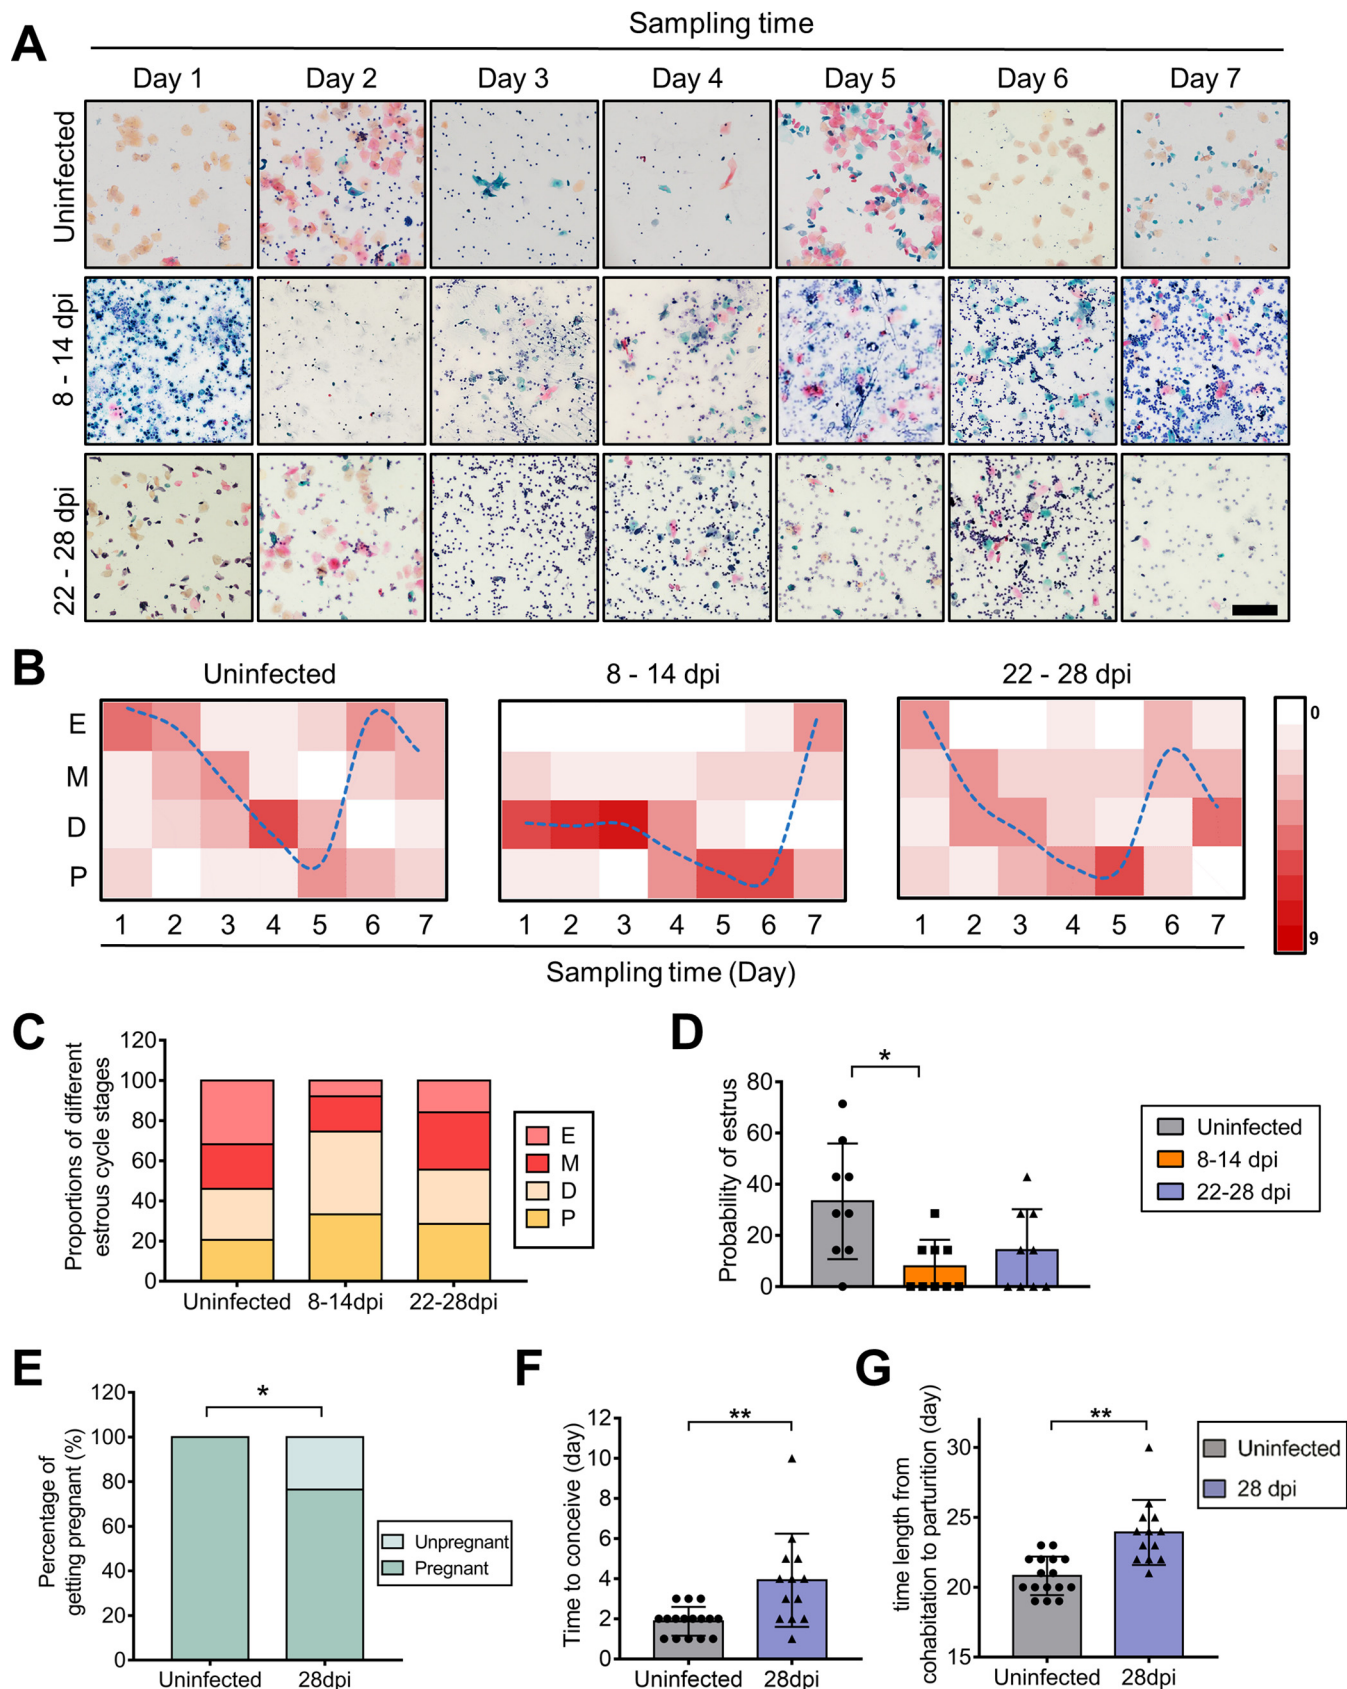 A
Sampling time
Day 1 Day 2 Day 3 Day 4 Day 5 Day 6 Day 7
Uninfected
8 - 14 dpi
22 - 28 dpi
B
Uninfected 8 - 14 dpi 22 - 28 dpi
E
M
D
P
0
9
1 2 3 4 5 6 7 1 2 3 4 5 6 7 1 2 3 4 5 6 7
Sampling time (Day)
C
Proportions of different
estrous cycle stages
120
100
80
60
40
20
0
Uninfected 8-14dpi 22-28dpi
E
M
D
P
D
Probability of estrus
80
60
40
20
0
*
Uninfected
8-14 dpi
22-28 dpi
E
Percentage of
getting pregnant (%)
120
100
80
60
40
20
0
*
Uninfected 28dpi
Unpregnant
Pregnant
F
Time to conceive (day)
12
10
8
6
4
2
0
**
Uninfected 28dpi
G
time length from
cohabitation to parturition (day)
30
25
20
15
**
Uninfected 28dpi
Uninfected
28 dpi